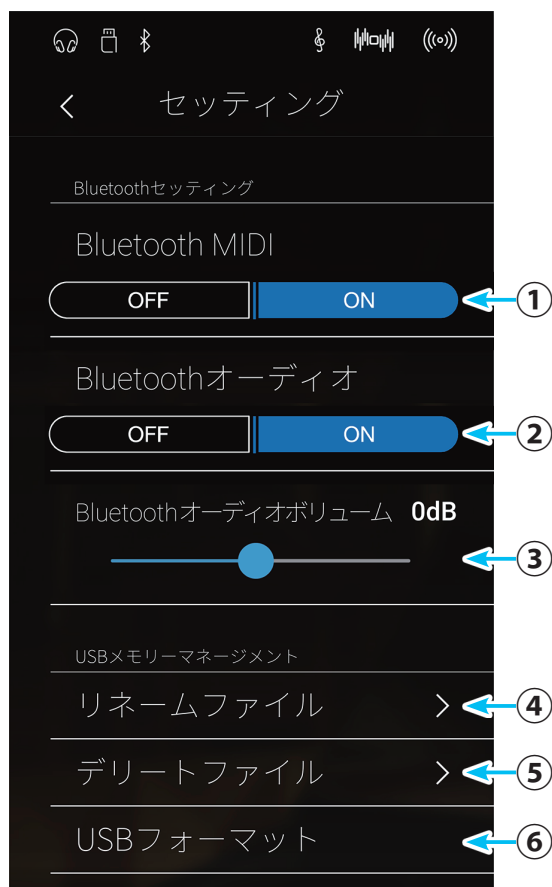 セッティング
Bluetoothセッティング
Bluetooth MIDI
OFF ON ①
Bluetoothオーディオ
OFF ON ②
Bluetoothオーディオボリューム 0dB
③
USBメモリーマネージメント
リネームファイル ④
デリートファイル ⑤
USBフォーマット ⑥